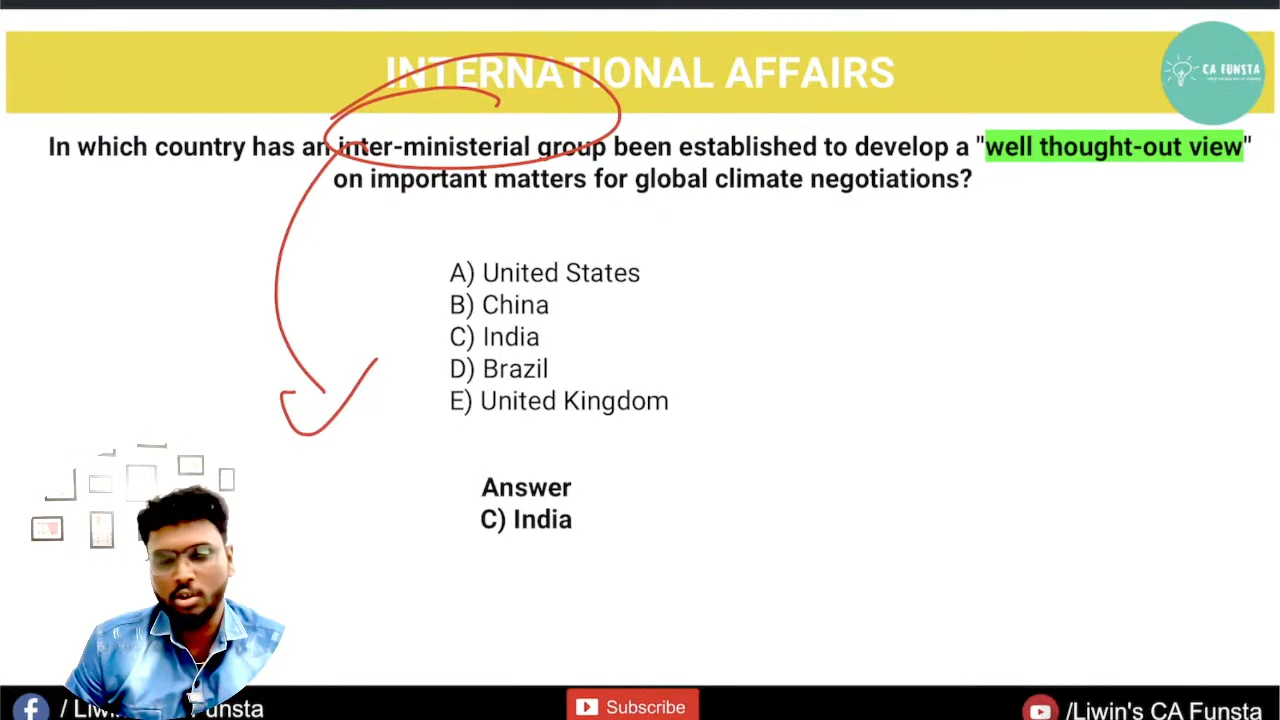 INTERNATIONAL AFFAIRS
CA FUNSTA
In which country has an inter-ministerial group been established to develop a "well thought-out view"
on important matters for global climate negotiations?
A) United States
B) China
C) India
D) Brazil
E) United Kingdom
Answer
C) India
/ Funsta
Subscribe
/Liwin's CA Funsta